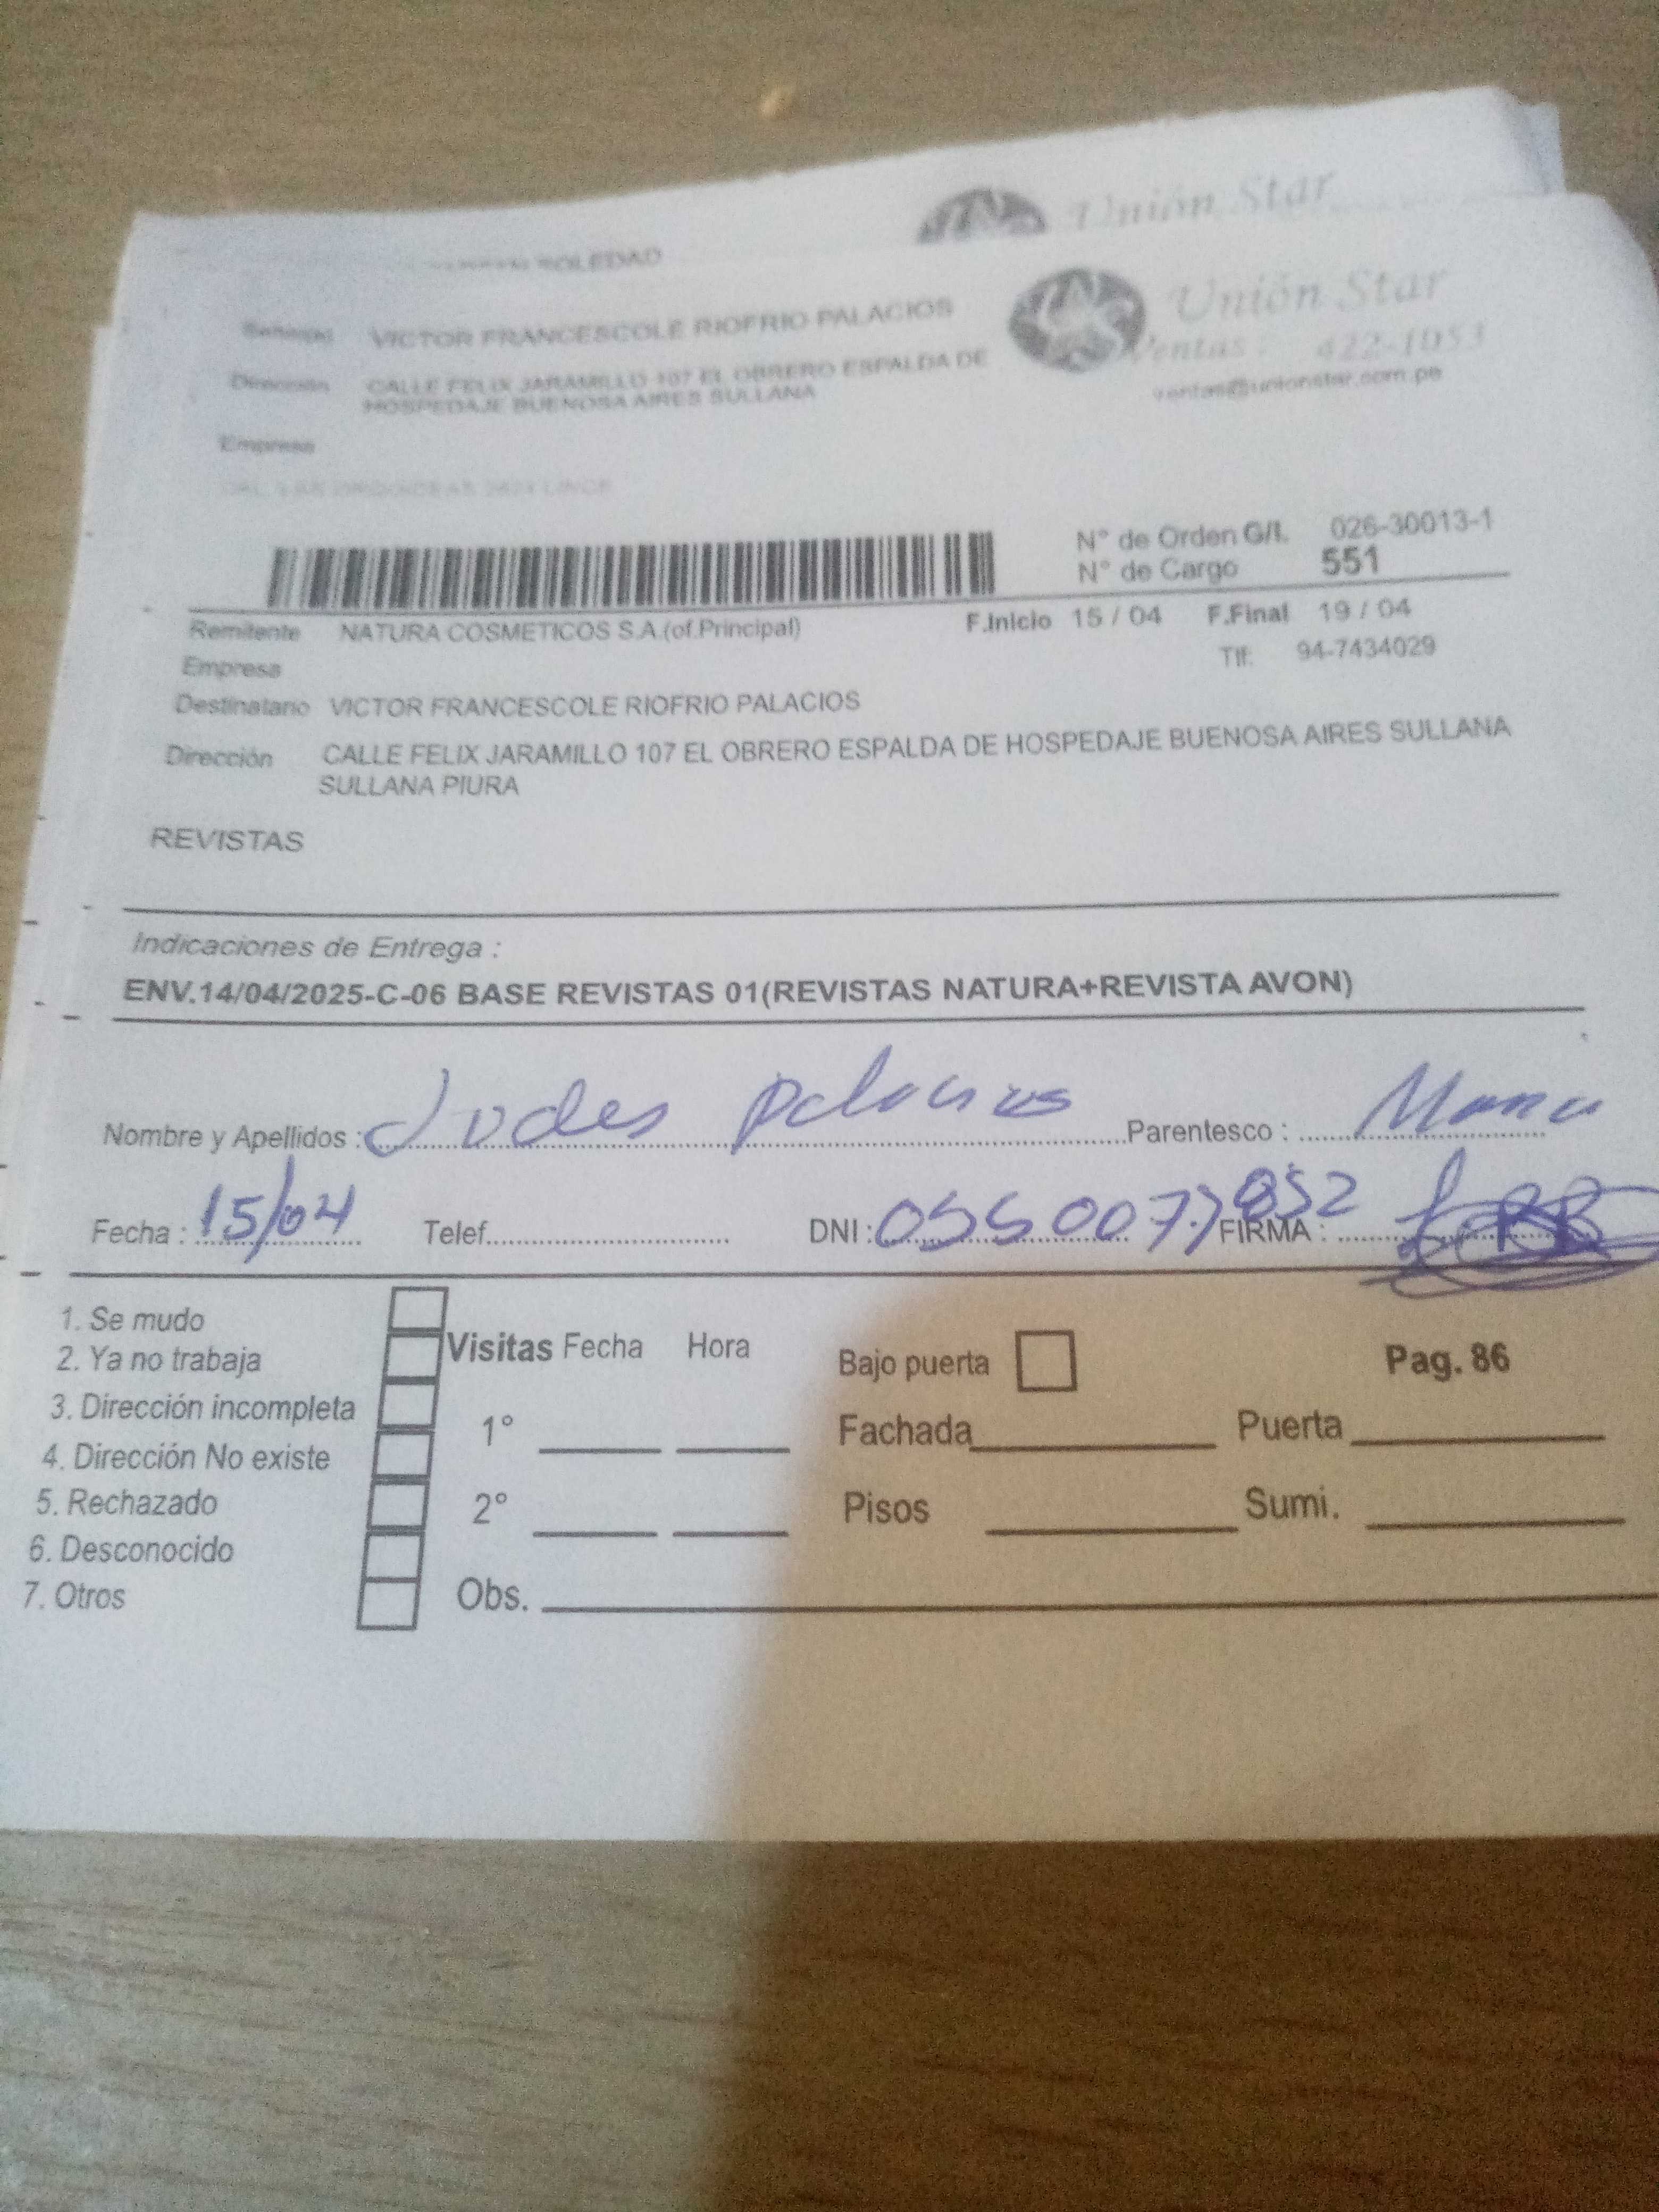 Unión Star
SOLEDAD
Unión Star
Señor(a) VICTOR FRANCESCOLE RIOFRIO PALACIOS
Ventas : 422-1053
Dirección CALLE FELIX JARAMILLO 107 EL OBRERO ESPALDA DE
HOSPEDAJE BUENOSA AIRES SULLANA
ventas@unionstar.com.pe
Empresa
N° de Orden G/I. 026-30013-1
N° de Cargo 551
Remitente NATURA COSMETICOS S.A.(of.Principal) F.Inicio 15 / 04 F.Final 19 / 04
Empresa Tlf: 94-7434029
Destinatario VICTOR FRANCESCOLE RIOFRIO PALACIOS
Dirección CALLE FELIX JARAMILLO 107 EL OBRERO ESPALDA DE HOSPEDAJE BUENOSA AIRES SULLANA
SULLANA PIURA
REVISTAS
Indicaciones de Entrega :
ENV.14/04/2025-C-06 BASE REVISTAS 01(REVISTAS NATURA+REVISTA AVON)
Nombre y Apellidos : Palacios Parentesco :
Fecha : 15/04 Telef. DNI : FIRMA :
1. Se mudo
2. Ya no trabaja
3. Dirección incompleta
4. Dirección No existe
5. Rechazado
6. Desconocido
7. Otros
Visitas Fecha Hora
1°
2°
Obs.
Bajo puerta Pag. 86
Fachada Puerta
Pisos Sumi.